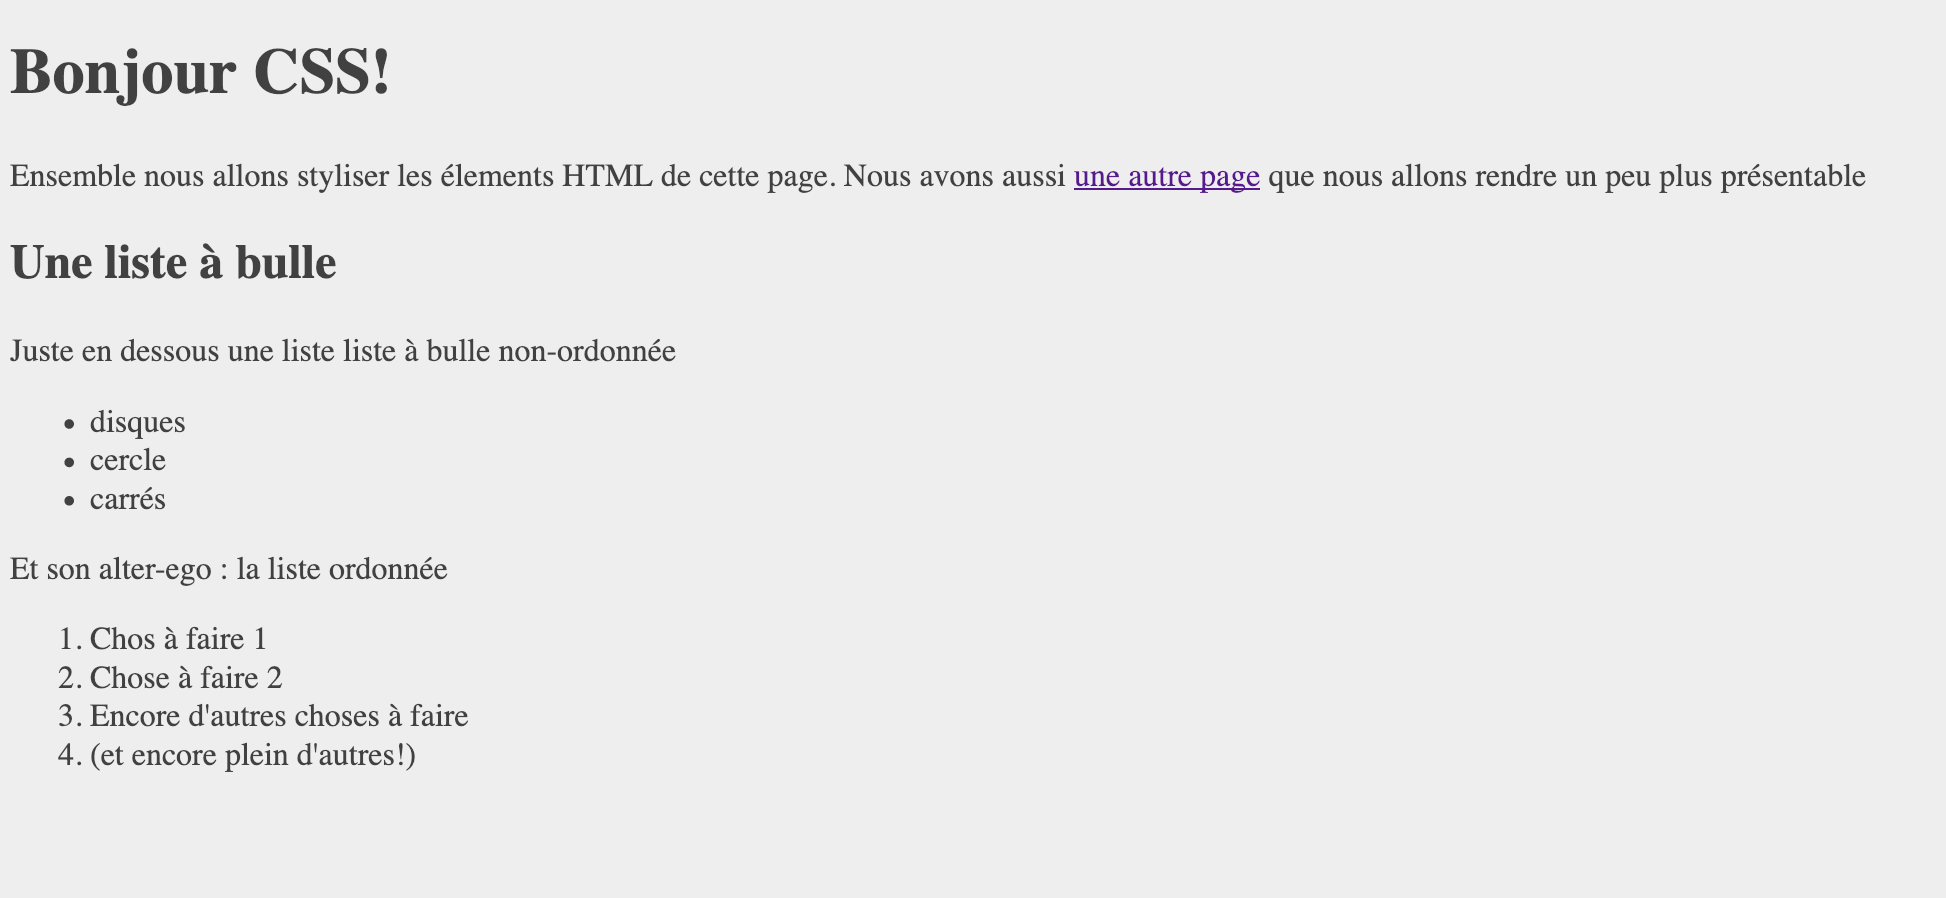 Bonjour CSS!
Ensemble nous allons styliser les élements HTML de cette page. Nous avons aussi une autre page que nous allons rendre un peu plus présentable
Une liste à bulle
Juste en dessous une liste liste à bulle non-ordonnée
• disques
• cercle
• carrés
Et son alter-ego : la liste ordonnée
1. Chos à faire 1
2. Chose à faire 2
3. Encore d'autres choses à faire
4. (et encore plein d'autres!)